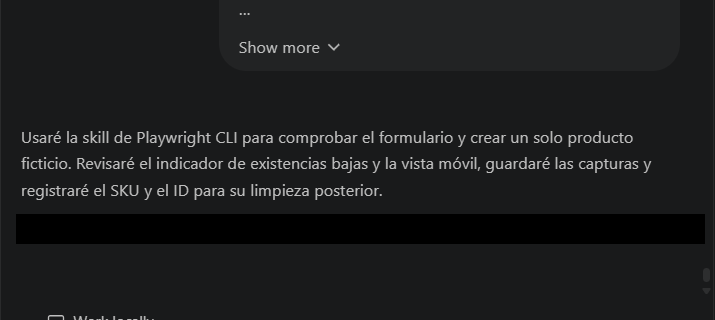 ...
Show more
Usaré la skill de Playwright CLI para comprobar el formulario y crear un solo producto
ficticio. Revisaré el indicador de existencias bajas y la vista móvil, guardaré las capturas y
registraré el SKU y el ID para su limpieza posterior.
Work locally